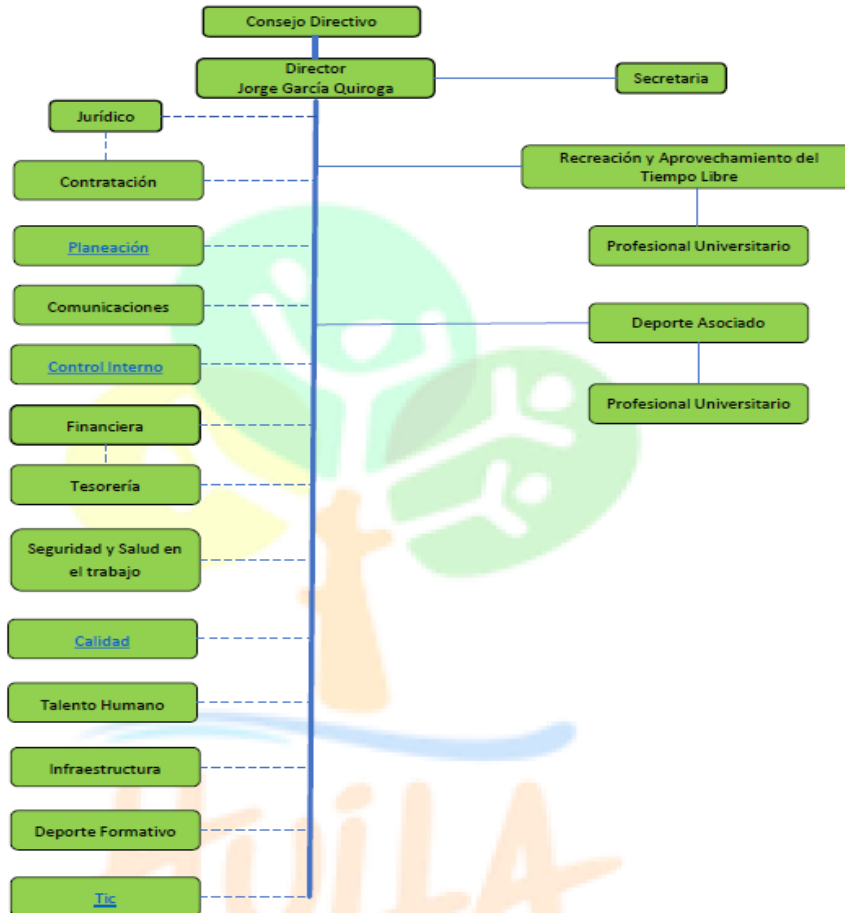 Consejo Directivo
Director
Jorge García Quiroga
Secretaria
Jurídico
Recreación y Aprovechamiento del
Tiempo Libre
Contratación
Planeación
Profesional Universitario
Comunicaciones
Deporte Asociado
Control Interno
Profesional Universitario
Financiera
Tesorería
Seguridad y Salud en
el trabajo
Calidad
Talento Humano
Infraestructura
Deporte Formativo
Tic
HUILA